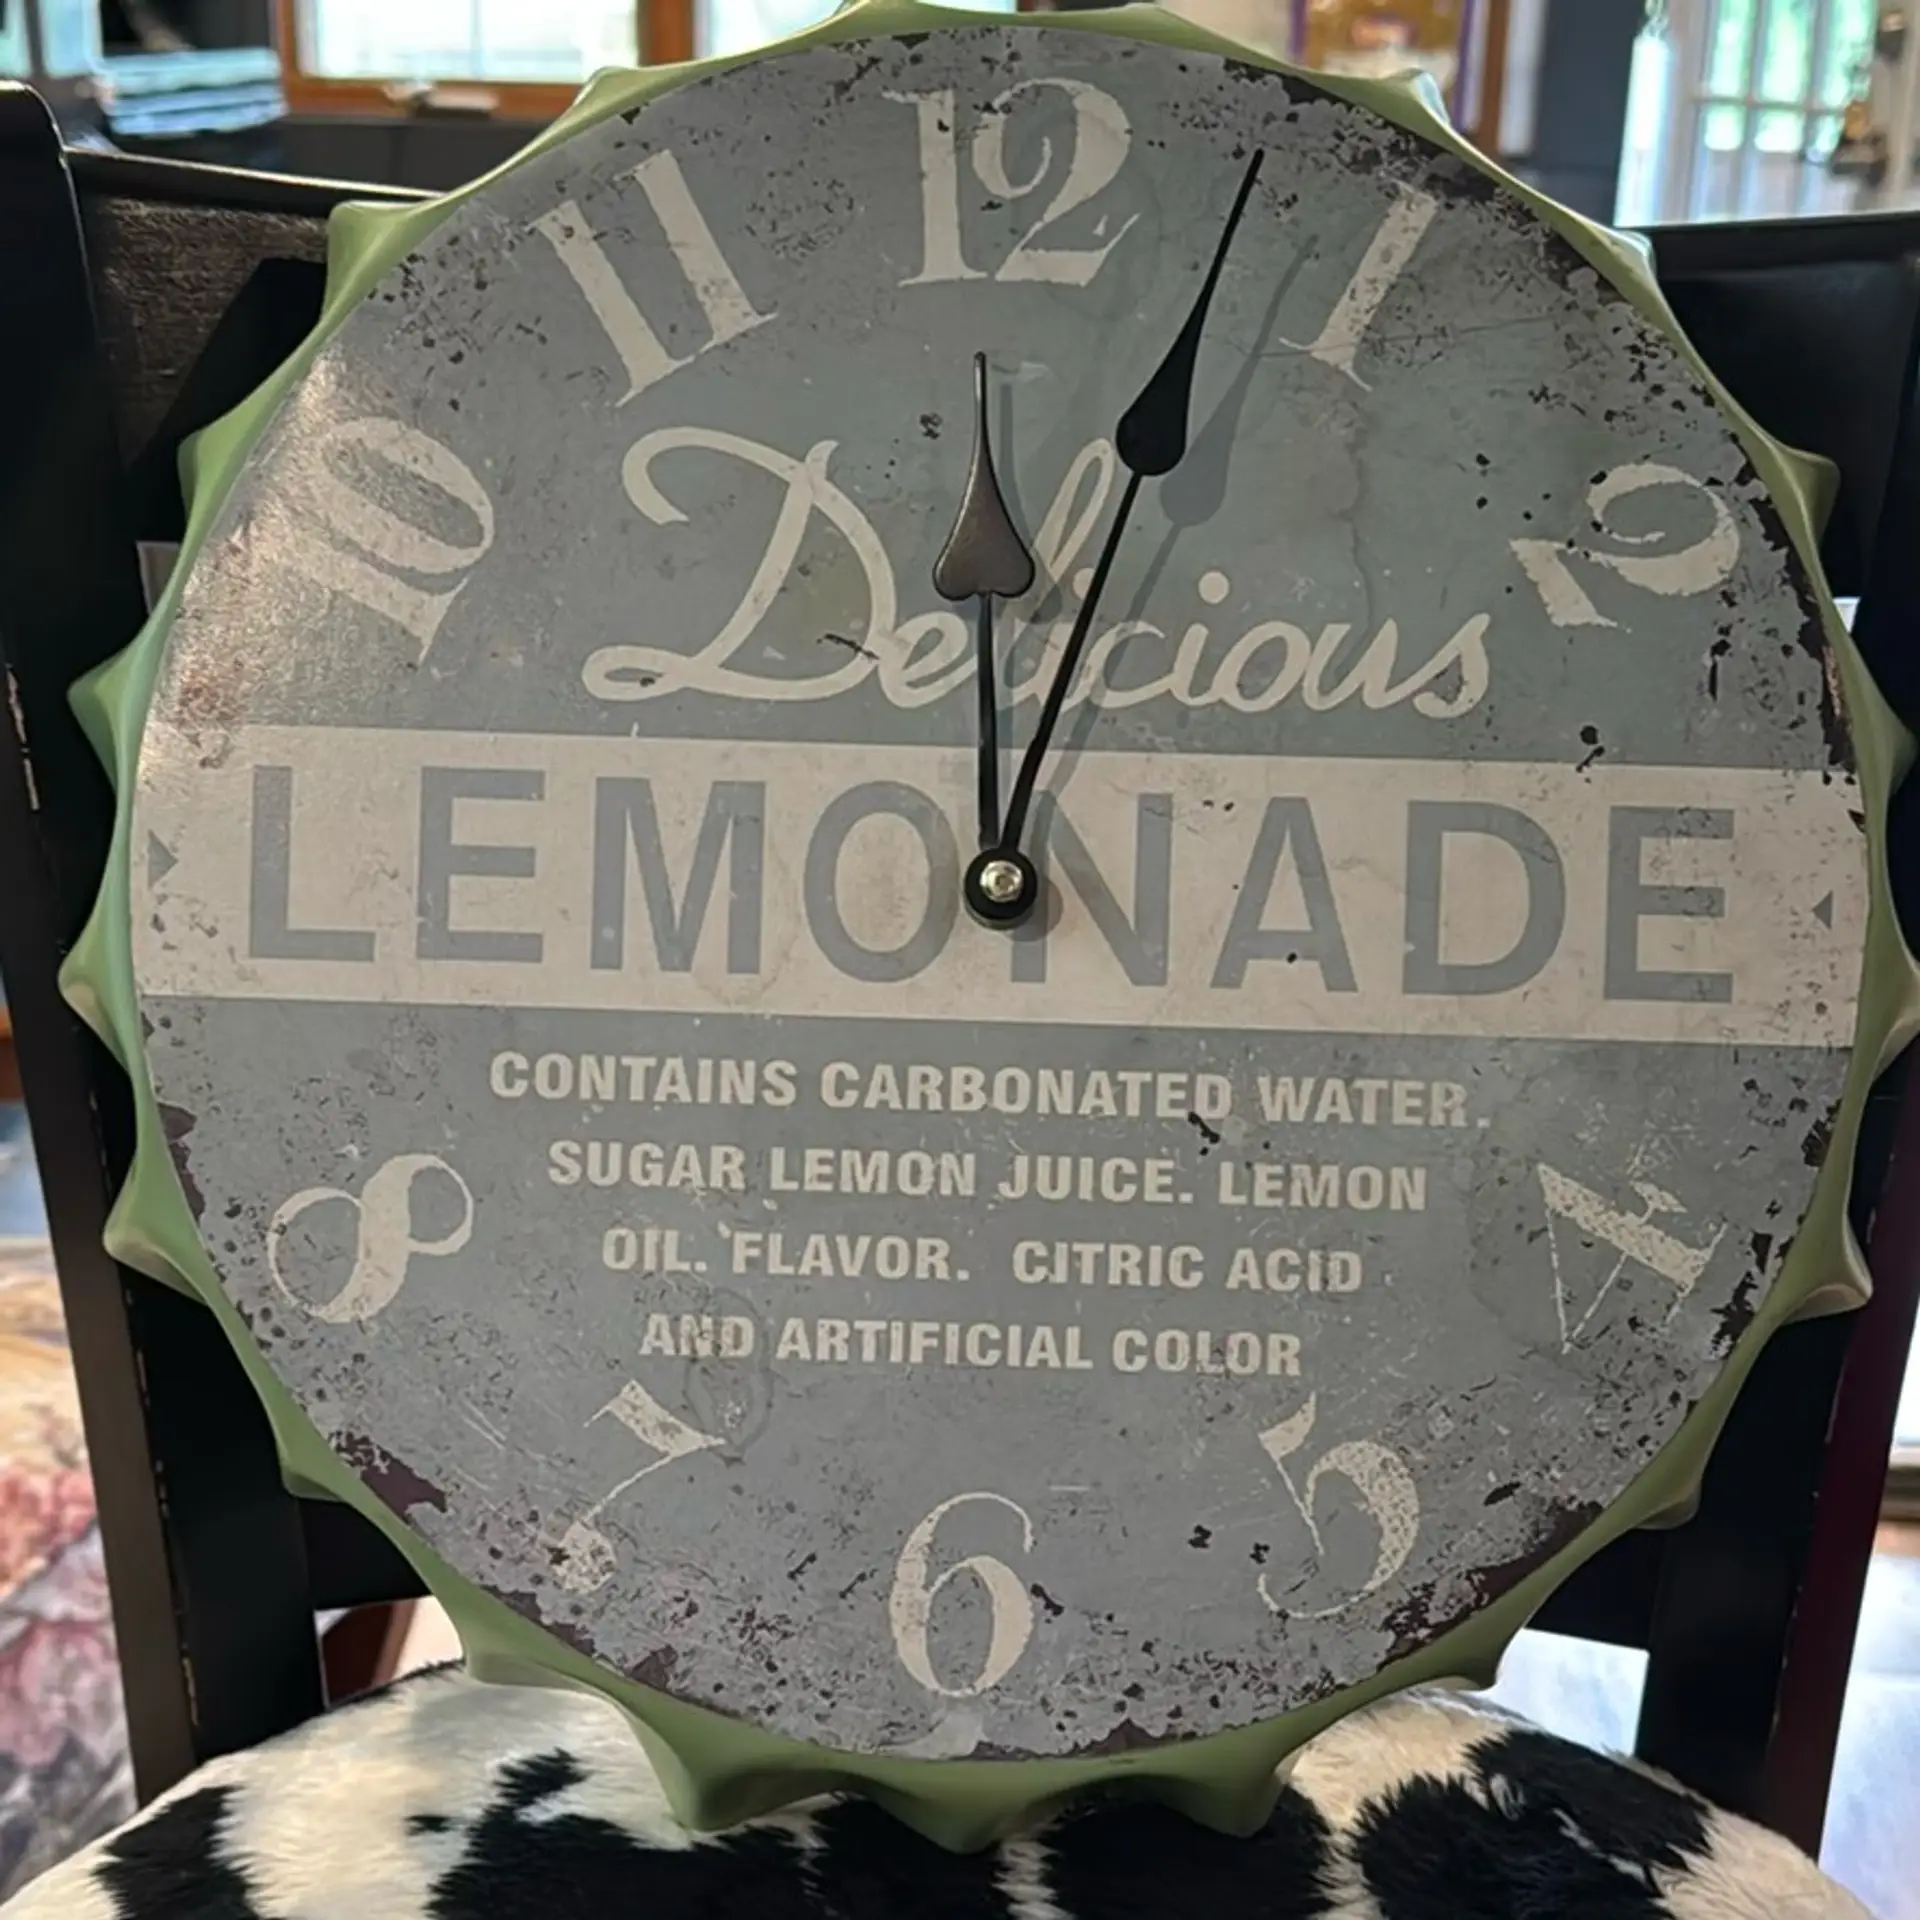 12
11
1
10
2
Delicious
LEMONADE
CONTAINS CARBONATED WATER.
SUGAR LEMON JUICE. LEMON
OIL. FLAVOR. CITRIC ACID
AND ARTIFICIAL COLOR
8
4
7
5
6